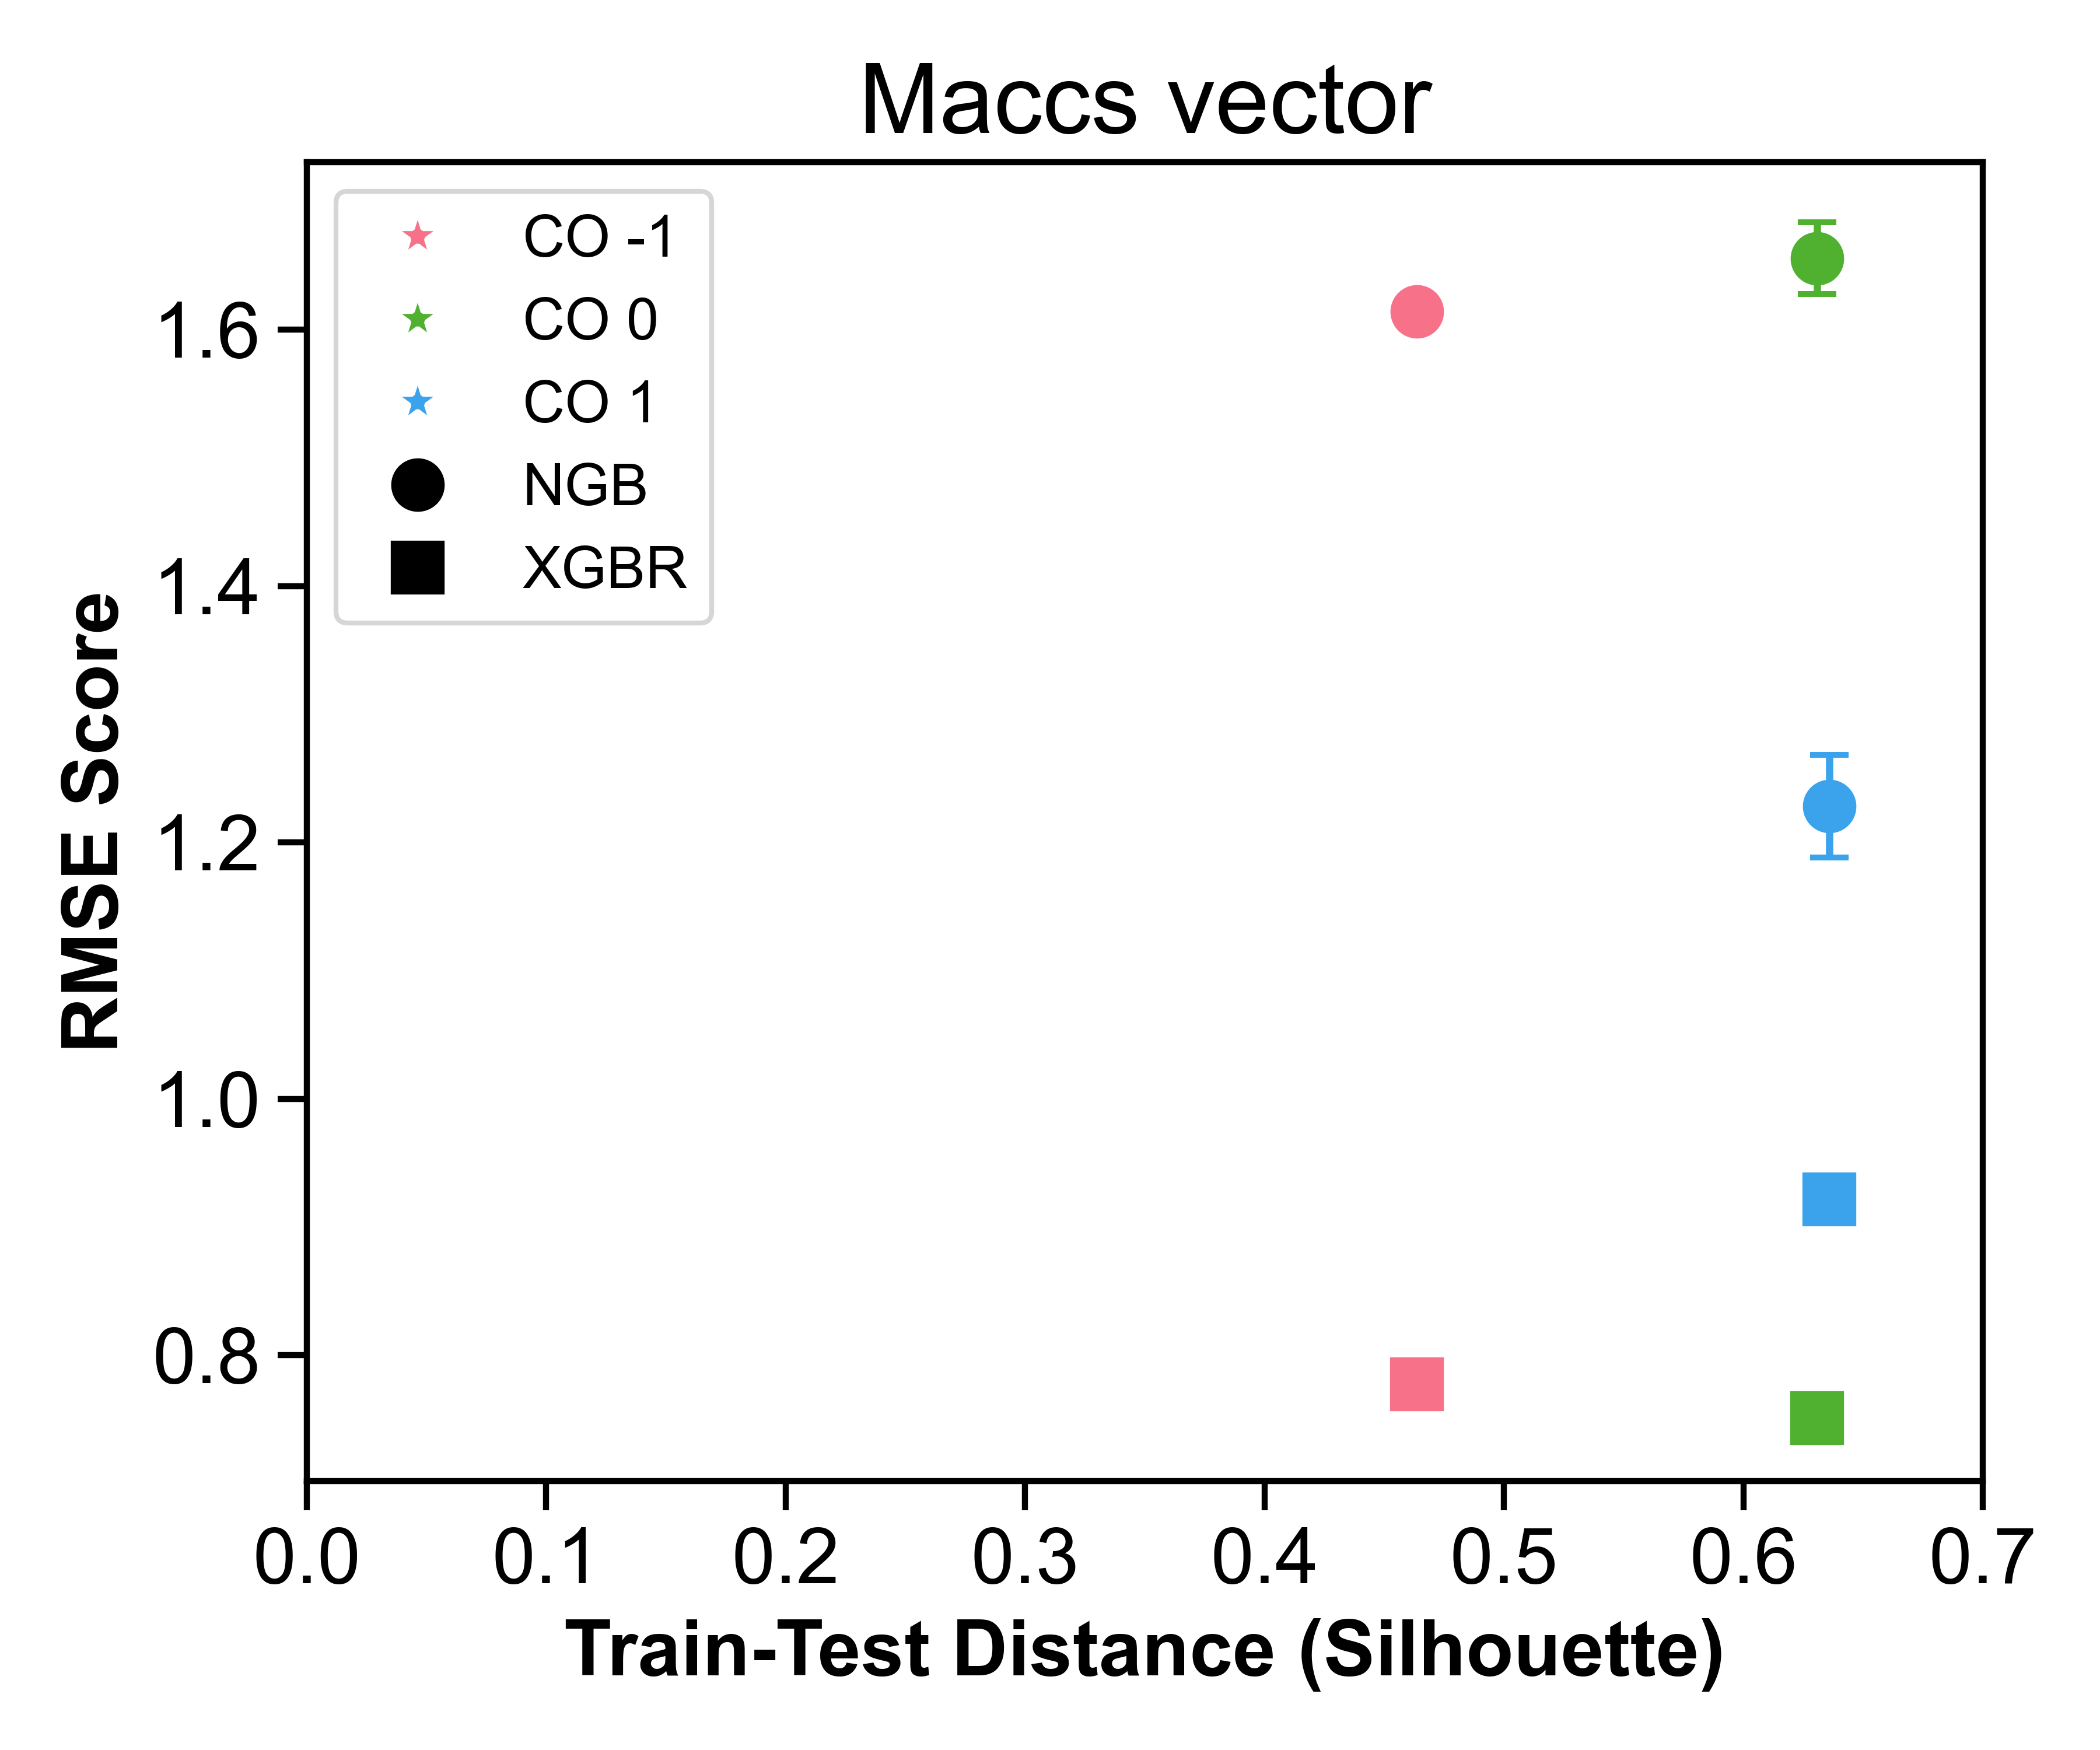 Maccs vector
CO -1
CO 0
CO 1
NGB
XGBR
RMSE Score
1.6
1.4
1.2
1.0
0.8
0.0 0.1 0.2 0.3 0.4 0.5 0.6 0.7
Train-Test Distance (Silhouette)